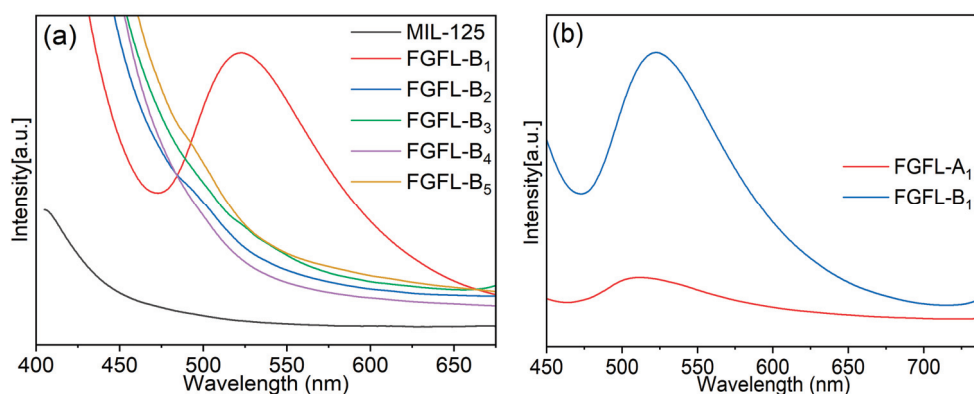 (a)
MIL-125
FGFL-B₁
FGFL-B₂
FGFL-B₃
FGFL-B₄
FGFL-B₅
Intensity[a.u.]
400 450 500 550 600 650
Wavelength (nm)
(b)
FGFL-A₁
FGFL-B₁
Intensity[a.u.]
450 500 550 600 650 700
Wavelength (nm)